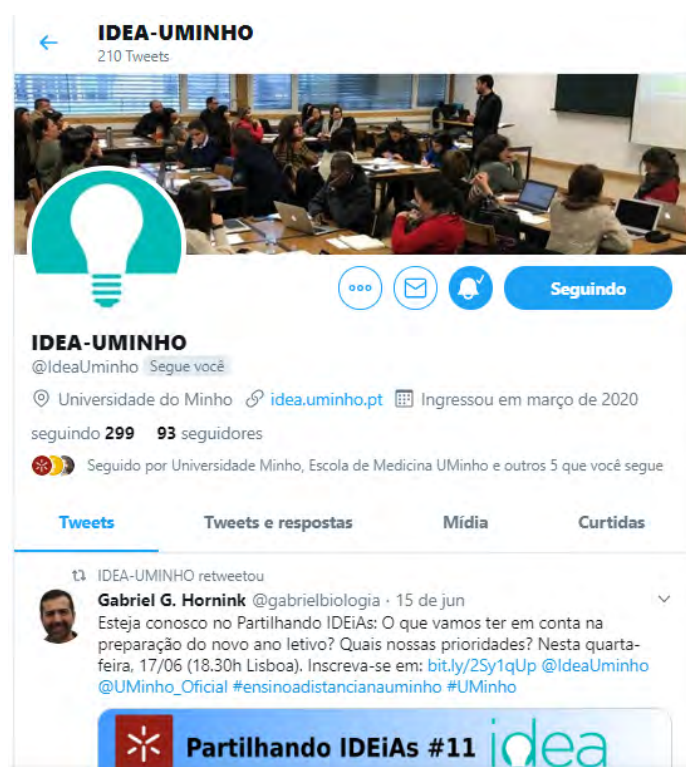 IDEA-UMINHO
210 Tweets
Seguindo
IDEA-UMINHO
@IdeaUminho Segue você
Universidade do Minho idea.uminho.pt Ingressou em março de 2020
seguindo 299 93 seguidores
Seguido por Universidade Minho, Escola de Medicina UMinho e outros 5 que você segue
Tweets Tweets e respostas Mídia Curtidas
IDEA-UMINHO retweetou
Gabriel G. Hornink @gabrielbiologia · 15 de jun
Esteja conosco no Partilhando IDEiAs: O que vamos ter em conta na
preparação do novo ano letivo? Quais nossas prioridades? Nesta quarta-
feira, 17/06 (18.30h Lisboa). Inscreva-se em: bit.ly/2Sy1qUp @IdeaUminho
@UMinho_Oficial #ensinoadistancianauminho #UMinho
Partilhando IDEiAs #11 idea